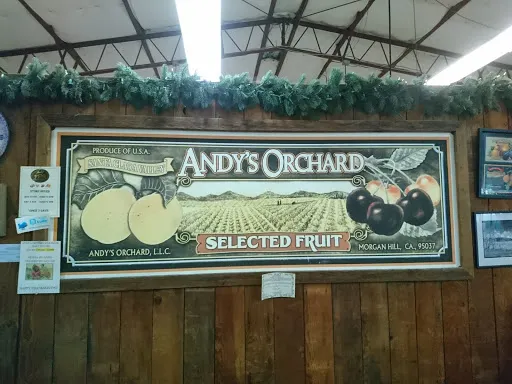 PRODUCE OF U.S.A.
SANTA CLARA VALLEY
ANDY'S ORCHARD
ANDY'S ORCHARD, L.L.C.
SELECTED FRUIT
MORGAN HILL, CA, 95037